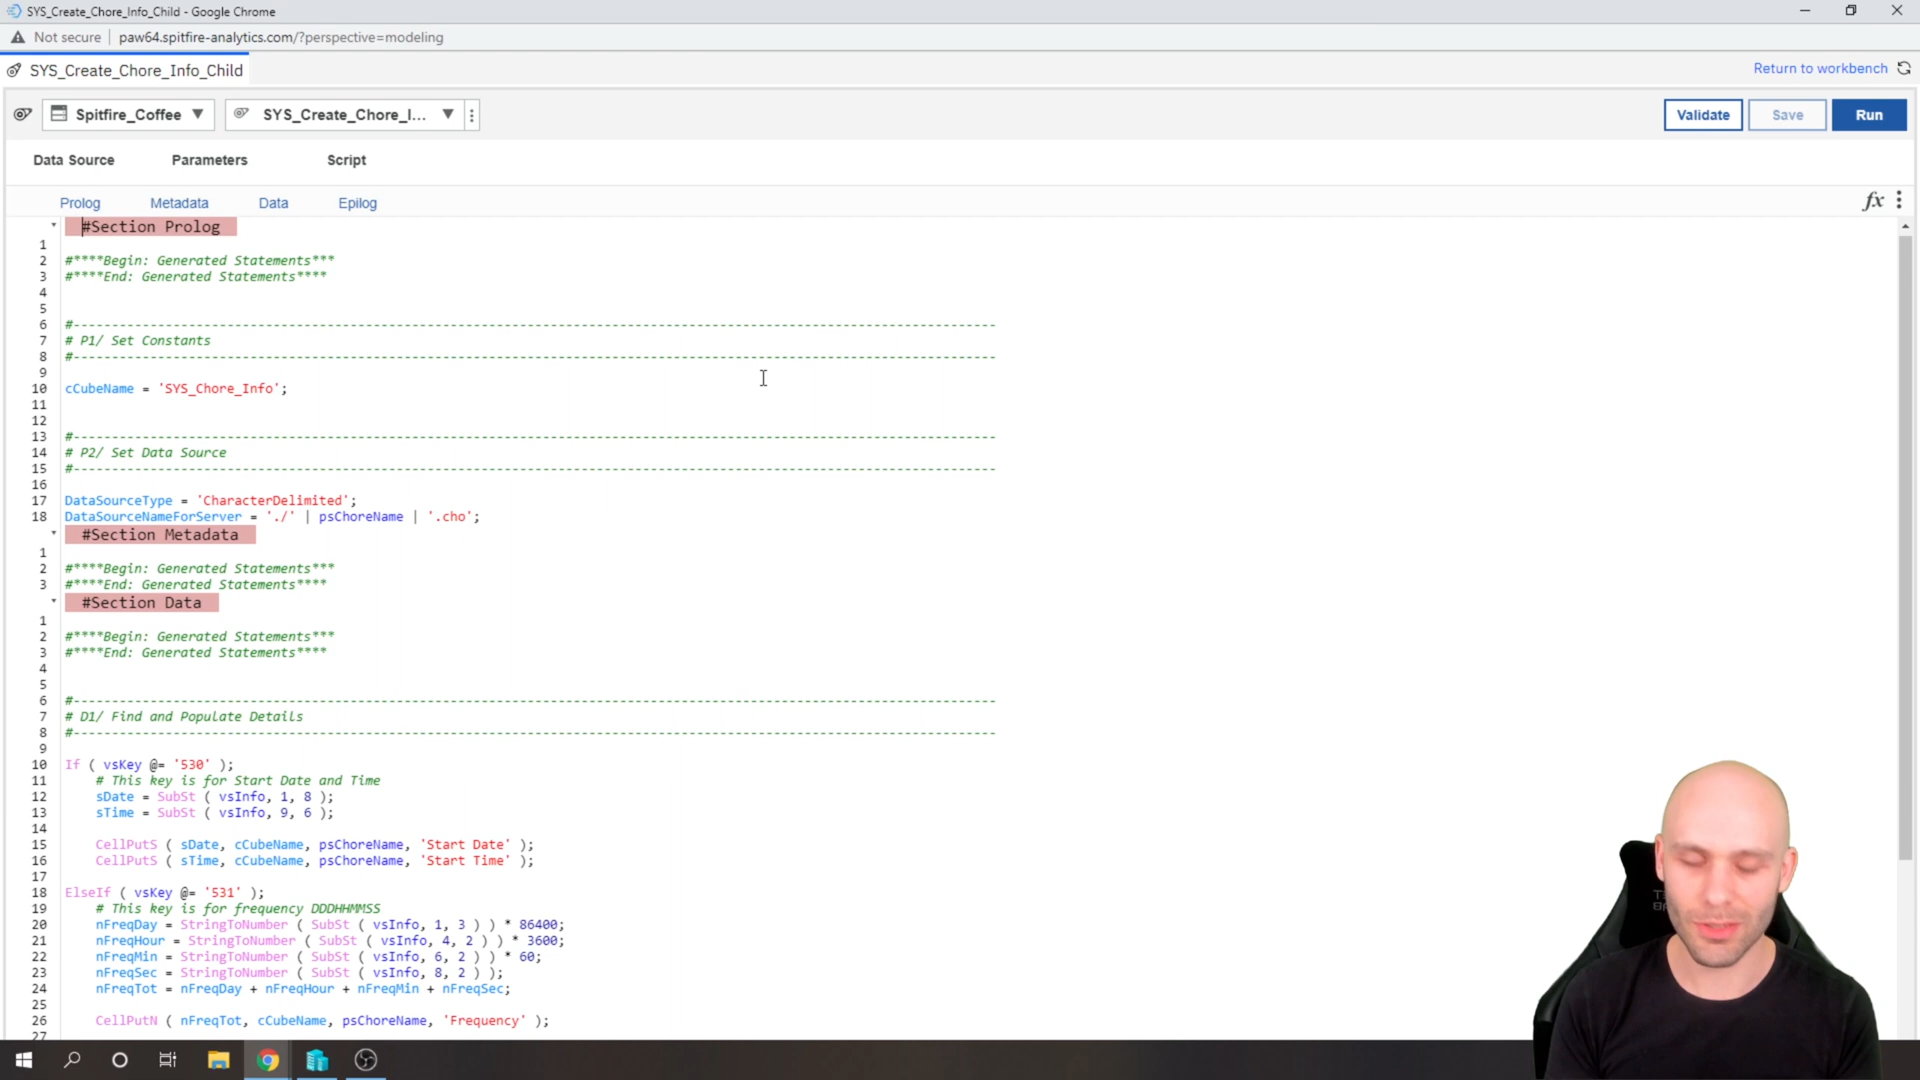 SYS_Create_Chore_Info_Child - Google Chrome
Not secure paw64.spitfire-analytics.com/?perspective=modeling
SYS_Create_Chore_Info_Child
Return to workbench
Spitfire_Coffee
SYS_Create_Chore_I...
Validate
Save
Run
Data Source
Parameters
Script
Prolog
Metadata
Data
Epilog
fx
#Section Prolog
1
2 #****Begin: Generated Statements***
3 #****End: Generated Statements****
4
5
6 #------------------------------------------------------------------------------------------------------------------------
7 # P1/ Set Constants
8 #------------------------------------------------------------------------------------------------------------------------
9
10 cCubeName = 'SYS_Chore_Info';
11
12
13 #------------------------------------------------------------------------------------------------------------------------
14 # P2/ Set Data Source
15 #------------------------------------------------------------------------------------------------------------------------
16
17 DataSourceType = 'CharacterDelimited';
18 DataSourceNameForServer = './' | psChoreName | '.cho';
#Section Metadata
1
2 #****Begin: Generated Statements***
3 #****End: Generated Statements****
#Section Data
1
2 #****Begin: Generated Statements***
3 #****End: Generated Statements****
4
5
6 #------------------------------------------------------------------------------------------------------------------------
7 # D1/ Find and Populate Details
8 #------------------------------------------------------------------------------------------------------------------------
9
10 If ( vsKey @= '530' );
11 # This key is for Start Date and Time
12 sDate = SubSt ( vsInfo, 1, 8 );
13 sTime = SubSt ( vsInfo, 9, 6 );
14
15 CellPutS ( sDate, cCubeName, psChoreName, 'Start Date' );
16 CellPutS ( sTime, cCubeName, psChoreName, 'Start Time' );
17
18 ElseIf ( vsKey @= '531' );
19 # This key is for frequency DDDHHMMSS
20 nFreqDay = StringToNumber ( SubSt ( vsInfo, 1, 3 ) ) * 86400;
21 nFreqHour = StringToNumber ( SubSt ( vsInfo, 4, 2 ) ) * 3600;
22 nFreqMin = StringToNumber ( SubSt ( vsInfo, 6, 2 ) ) * 60;
23 nFreqSec = StringToNumber ( SubSt ( vsInfo, 8, 2 ) );
24 nFreqTot = nFreqDay + nFreqHour + nFreqMin + nFreqSec;
25
26 CellPutN ( nFreqTot, cCubeName, psChoreName, 'Frequency' );
27